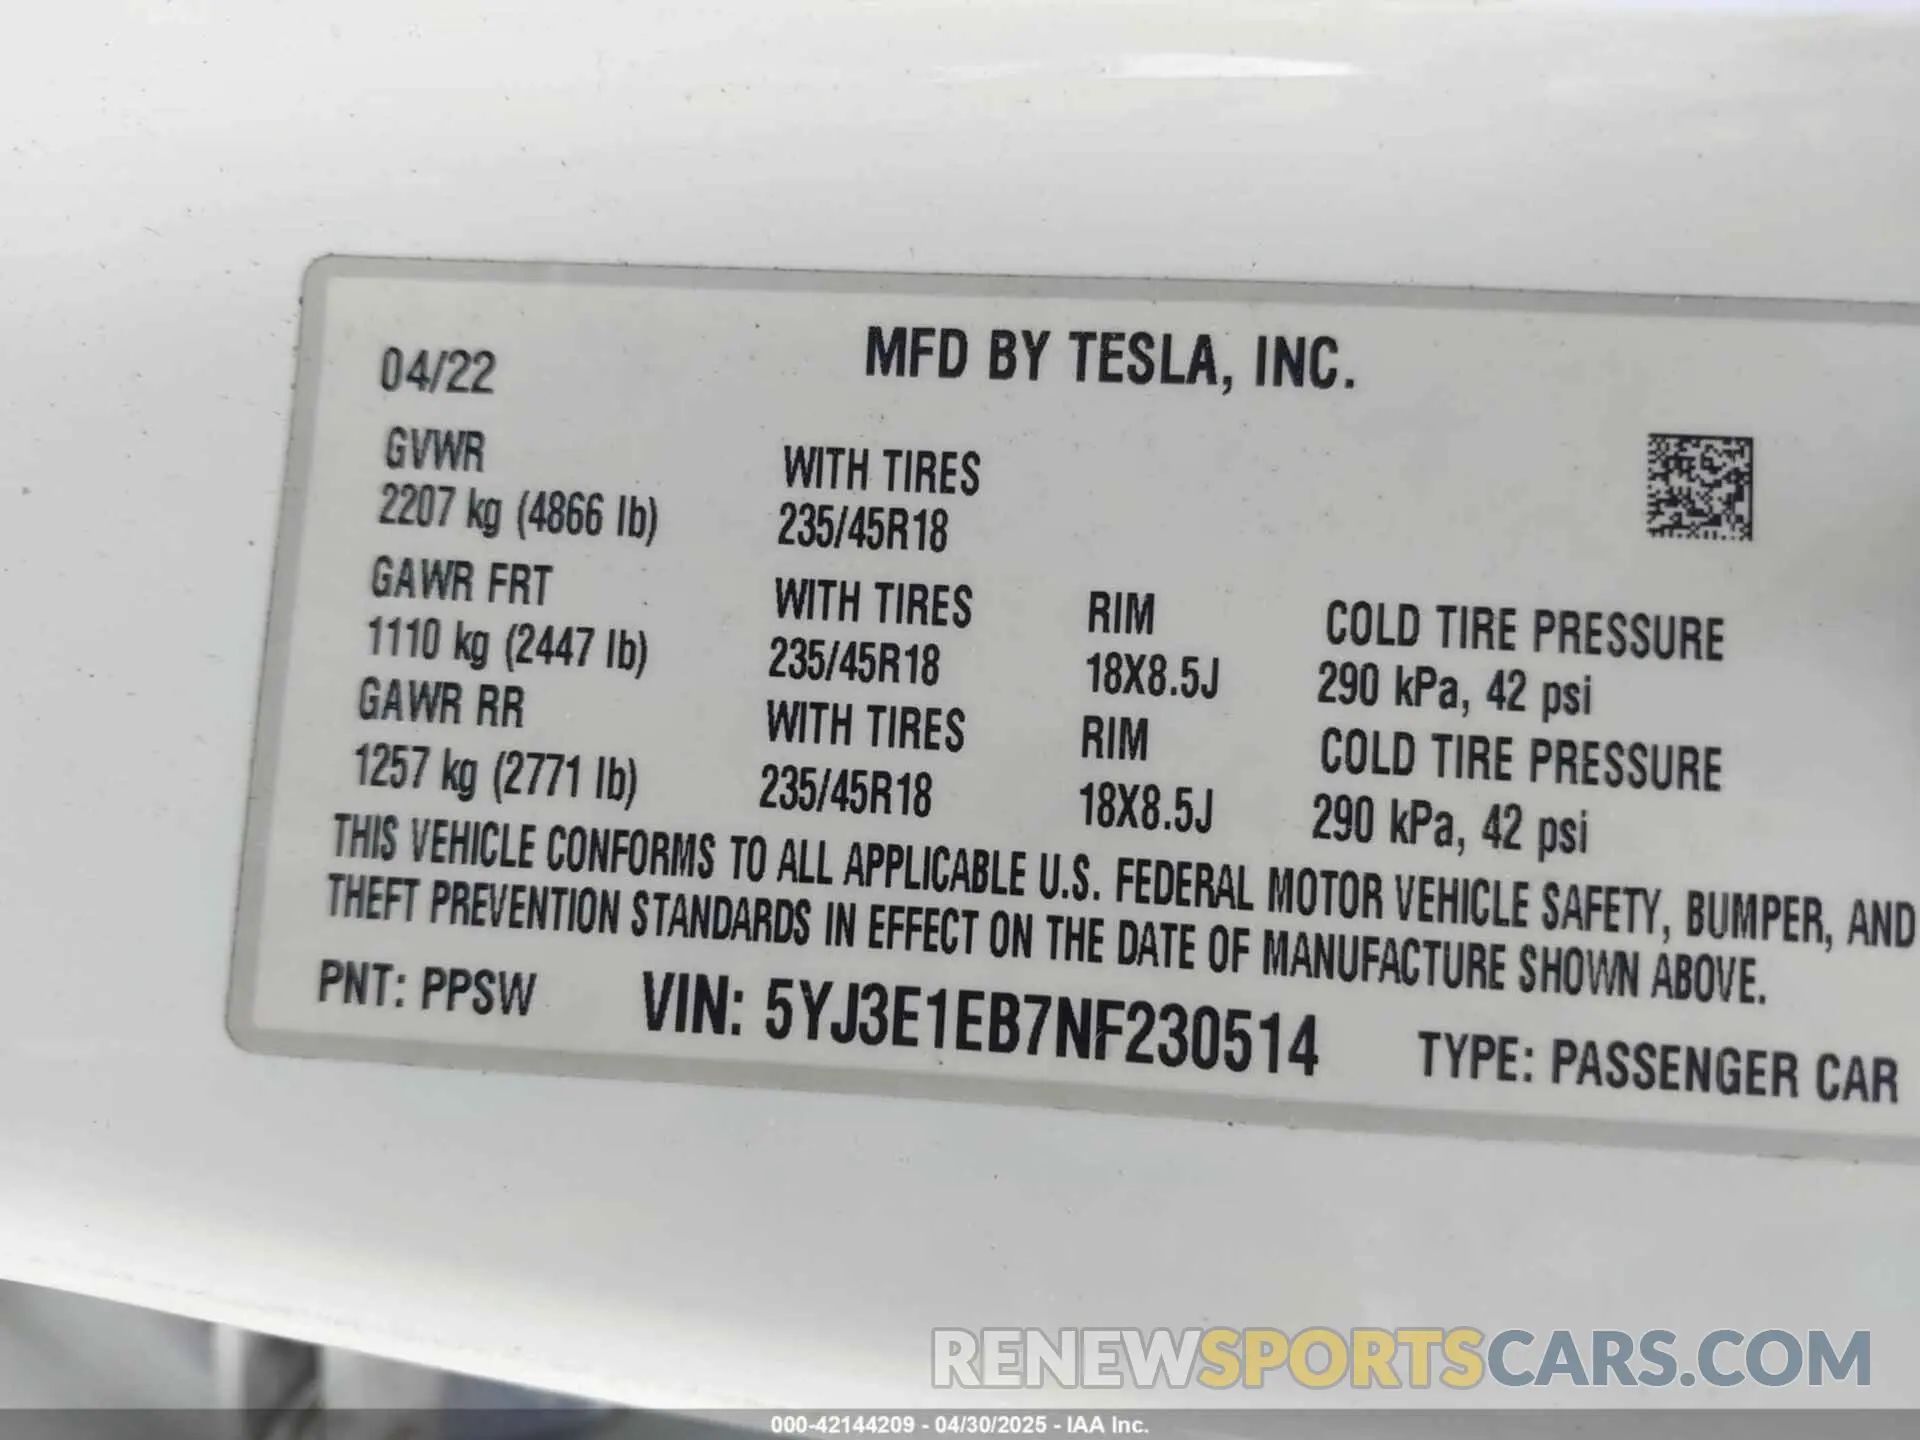 04/22 MFD BY TESLA, INC.
GVWR WITH TIRES
2207 kg (4866 lb) 235/45R18
GAWR FRT WITH TIRES RIM COLD TIRE PRESSURE
1110 kg (2447 lb) 235/45R18 18X8.5J 290 kPa, 42 psi
GAWR RR WITH TIRES RIM COLD TIRE PRESSURE
1257 kg (2771 lb) 235/45R18 18X8.5J 290 kPa, 42 psi
THIS VEHICLE CONFORMS TO ALL APPLICABLE U.S. FEDERAL MOTOR VEHICLE SAFETY, BUMPER, AND
THEFT PREVENTION STANDARDS IN EFFECT ON THE DATE OF MANUFACTURE SHOWN ABOVE.
PNT: PPSW VIN: 5YJ3E1EB7NF230514 TYPE: PASSENGER CAR
RENEWSPORTSCARS.COM
000-42144209 - 04/30/2025 - IAA Inc.